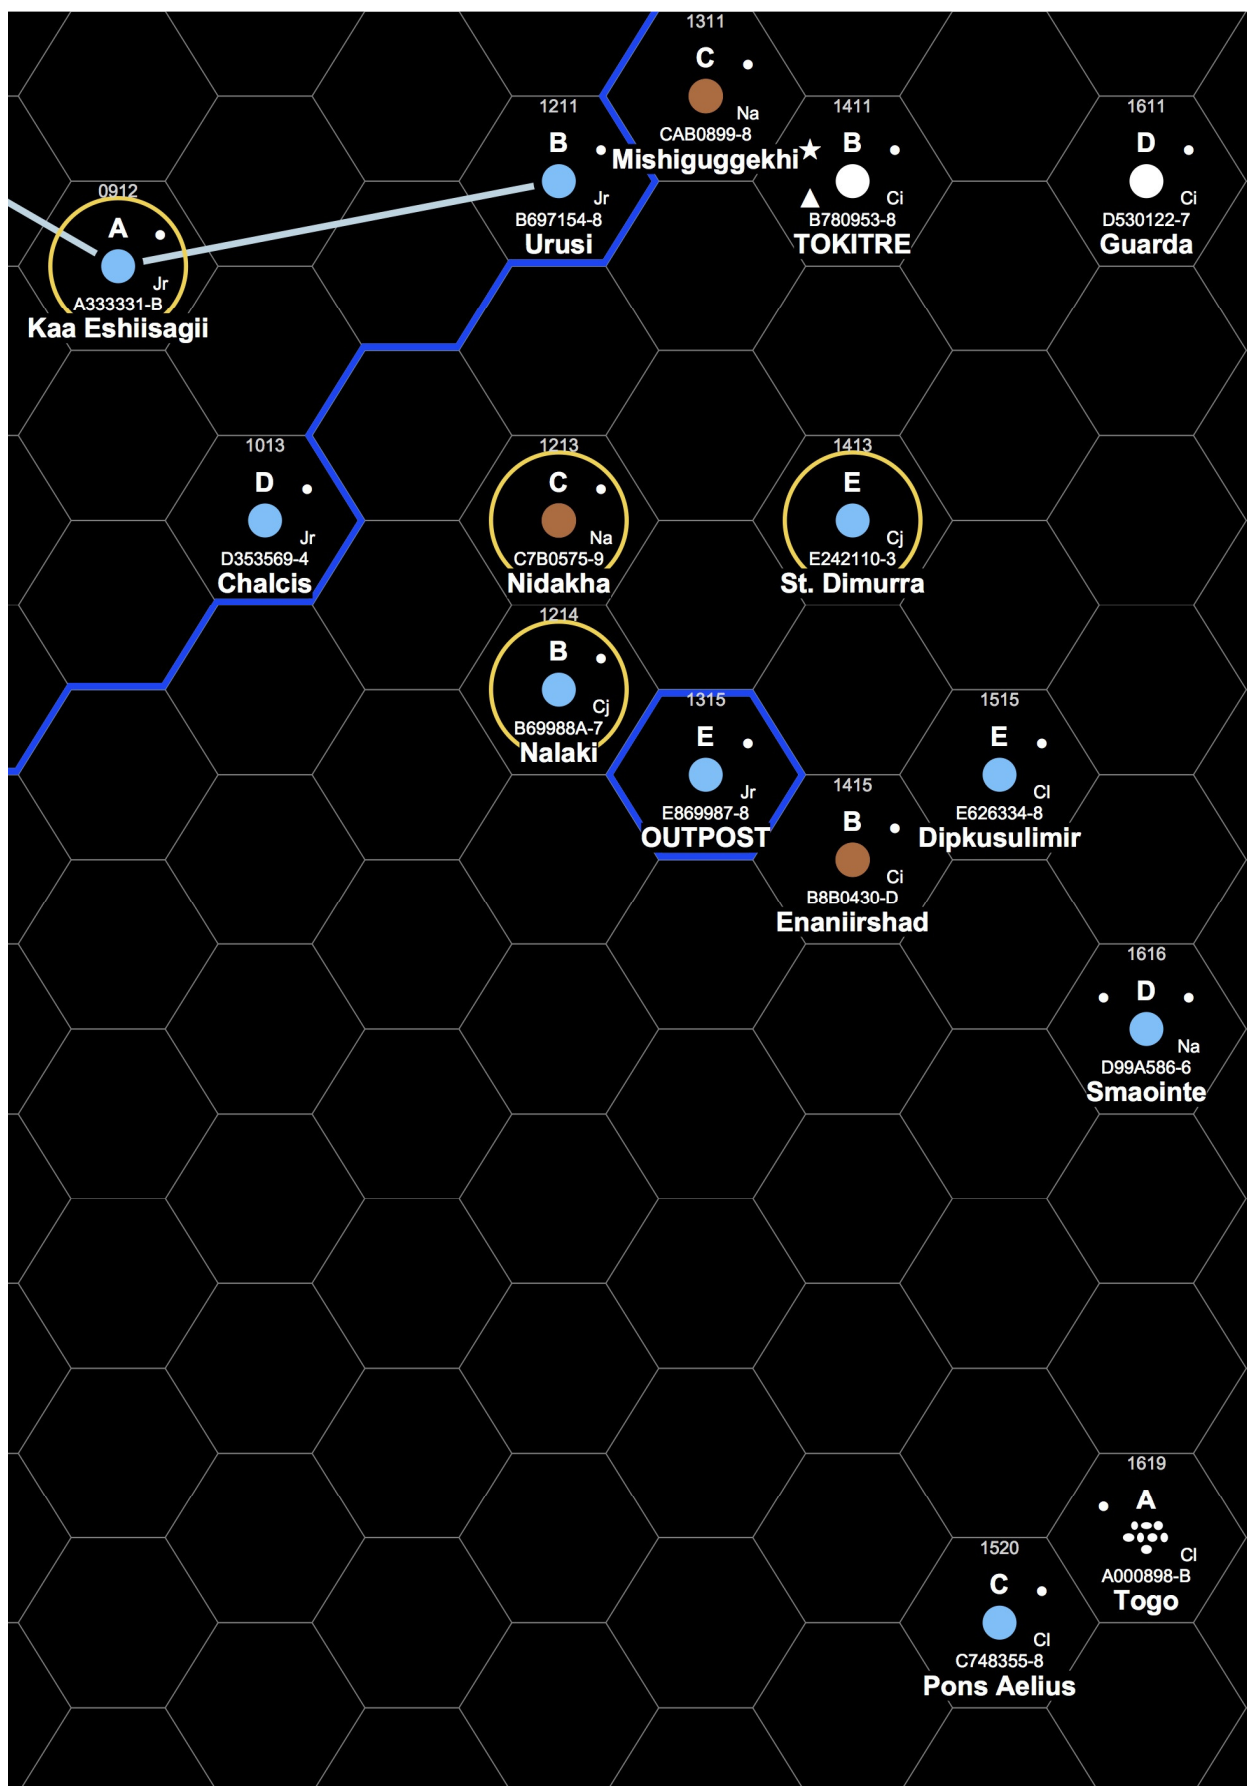 1311
C
Na
CAB0899-8
Mishiguggekhi
1211
B
Jr
B697154-8
Urusi
1411
B
Ci
B780953-8
TOKITRE
1611
D
Ci
D530122-7
Guarda
0912
A
Jr
A333331-B
Kaa Eshiisagii
1013
D
Jr
D353569-4
Chalcis
1213
C
Na
C7B0575-9
Nidakha
1413
E
Cj
E242110-3
St. Dimurra
1214
B
Cj
B69988A-7
Nalaki
1315
E
Jr
E869987-8
OUTPOST
1515
E
Cl
E626334-8
Dipkusulimir
1415
B
Ci
B8B0430-D
Enaniirshad
1616
D
Na
D99A586-6
Smaointe
1619
A
Cl
A000898-B
Togo
1520
C
Cl
C748355-8
Pons Aelius